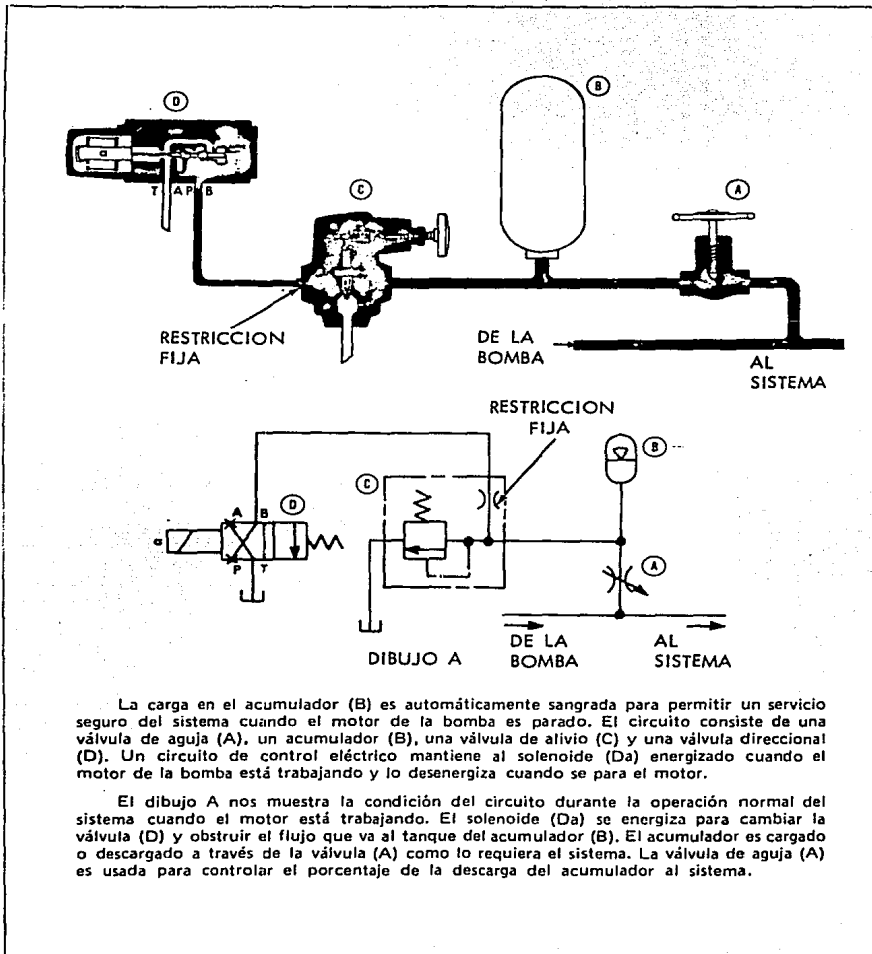 D
B
C
A
a
T A P B
RESTRICCION
FIJA
DE LA
BOMBA
AL
SISTEMA
RESTRICCION
FIJA
B
C
A B
D
a
P T
A
DIBUJO A
DE LA
BOMBA
AL
SISTEMA
La carga en el acumulador (B) es automáticamente sangrada para permitir un servicio
seguro del sistema cuando el motor de la bomba es parado. El circuito consiste de una
válvula de aguja (A), un acumulador (B), una válvula de alivio (C) y una válvula direccional
(D). Un circuito de control eléctrico mantiene al solenoide (Da) energizado cuando el
motor de la bomba está trabajando y lo desenergiza cuando se para el motor.
El dibujo A nos muestra la condición del circuito durante la operación normal del
sistema cuando el motor está trabajando. El solenoide (Da) se energiza para cambiar la
válvula (D) y obstruir el flujo que va al tanque del acumulador (B). El acumulador es cargado
o descargado a través de la válvula (A) como lo requiera el sistema. La válvula de aguja (A)
es usada para controlar el porcentaje de la descarga del acumulador al sistema.